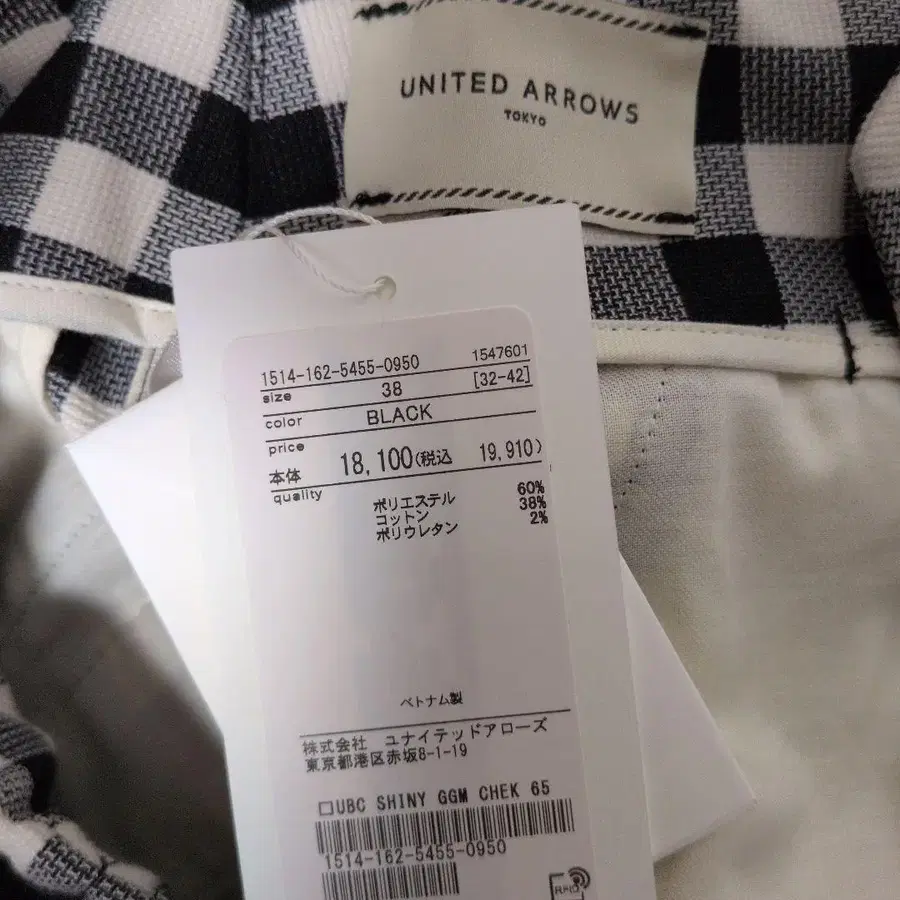 UNITED ARROWS
TOKYO
1514-162-5455-0950 1547601
size 38 [32-42]
color BLACK
price
本体 18,100(税込 19,910)
quality
ポリエステル 60%
コットン 38%
ポリウレタン 2%
ベトナム製
株式会社 ユナイテッドアローズ
東京都港区赤坂8-1-19
□UBC SHINY GGM CHEK 65
1514-162-5455-0950
RFID